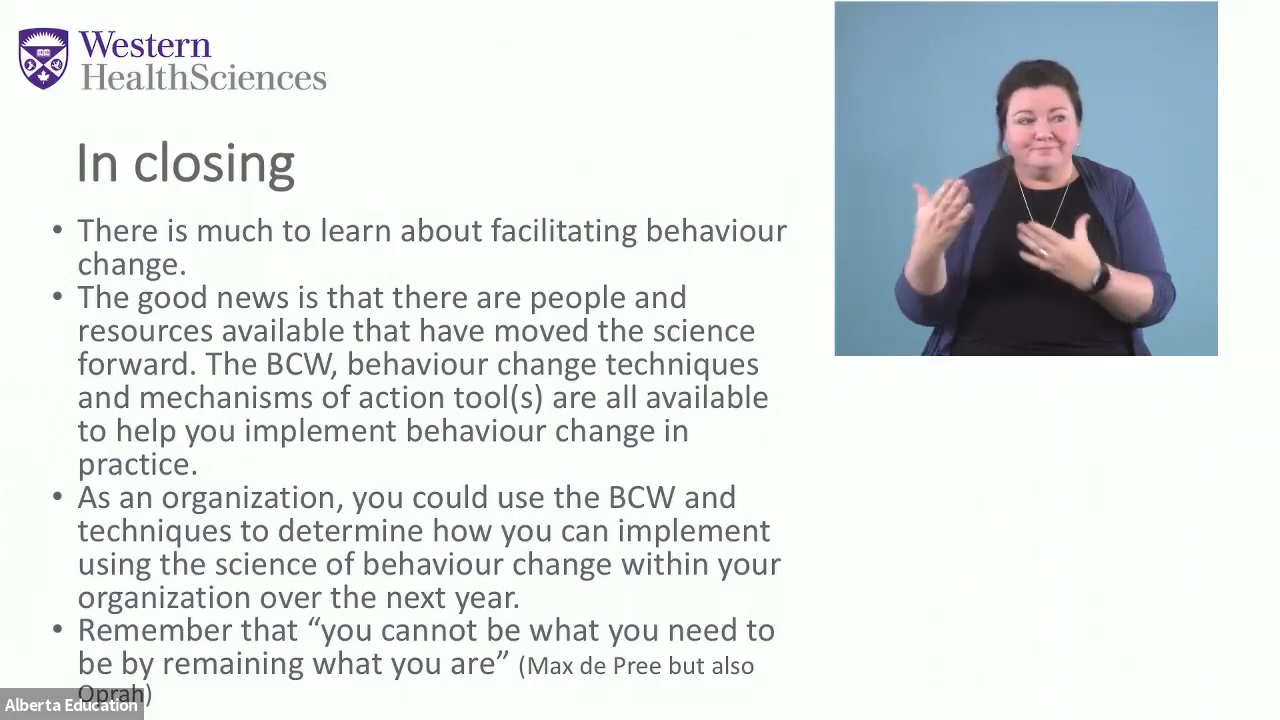 Western
HealthSciences
In closing
• There is much to learn about facilitating behaviour
change.
• The good news is that there are people and
resources available that have moved the science
forward. The BCW, behaviour change techniques
and mechanisms of action tool(s) are all available
to help you implement behaviour change in
practice.
• As an organization, you could use the BCW and
techniques to determine how you can implement
using the science of behaviour change within your
organization over the next year.
• Remember that “you cannot be what you need to
be by remaining what you are” (Max de Pree but also
Oprah)
Alberta Education